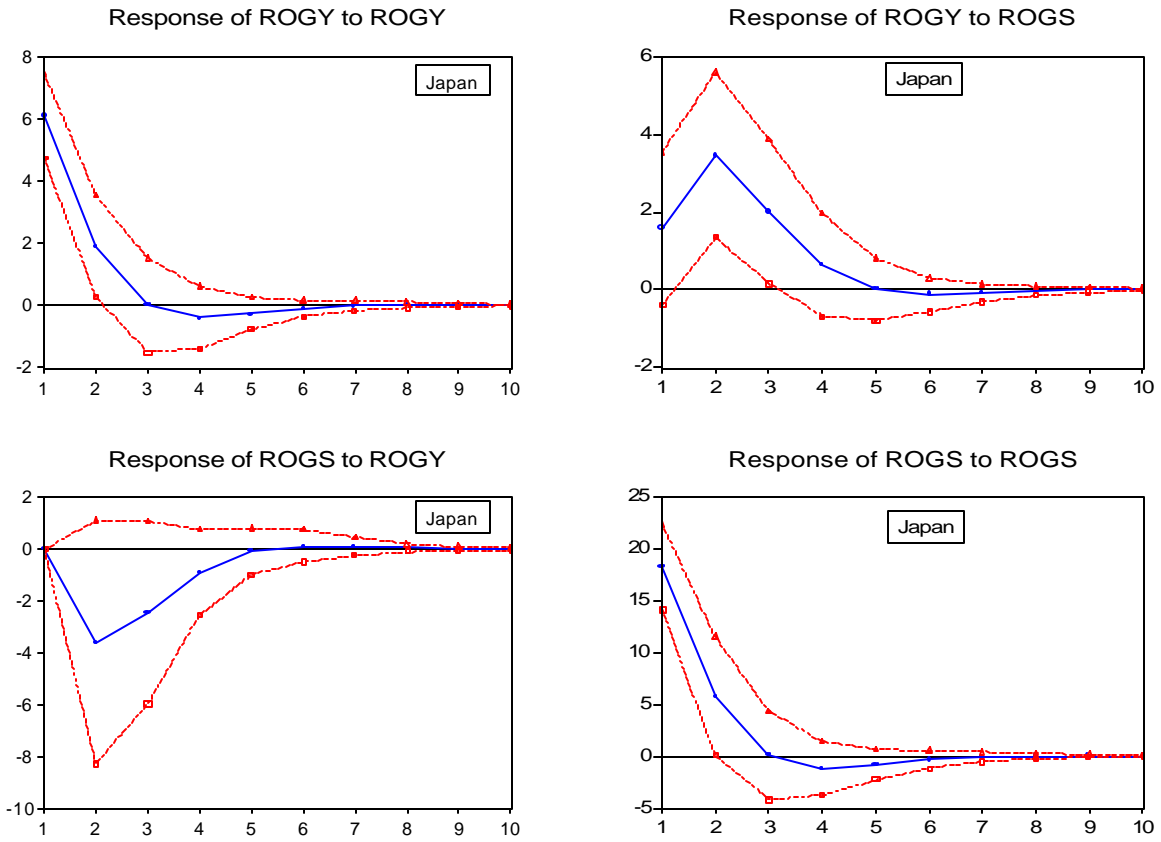 Response of ROGY to ROGY
Japan
8
6
4
2
0
-2
1 2 3 4 5 6 7 8 9 10
Response of ROGY to ROGS
Japan
6
4
2
0
-2
1 2 3 4 5 6 7 8 9 10
Response of ROGS to ROGY
Japan
2
0
-2
-4
-6
-8
-10
1 2 3 4 5 6 7 8 9 10
Response of ROGS to ROGS
Japan
25
20
15
10
5
0
-5
1 2 3 4 5 6 7 8 9 10